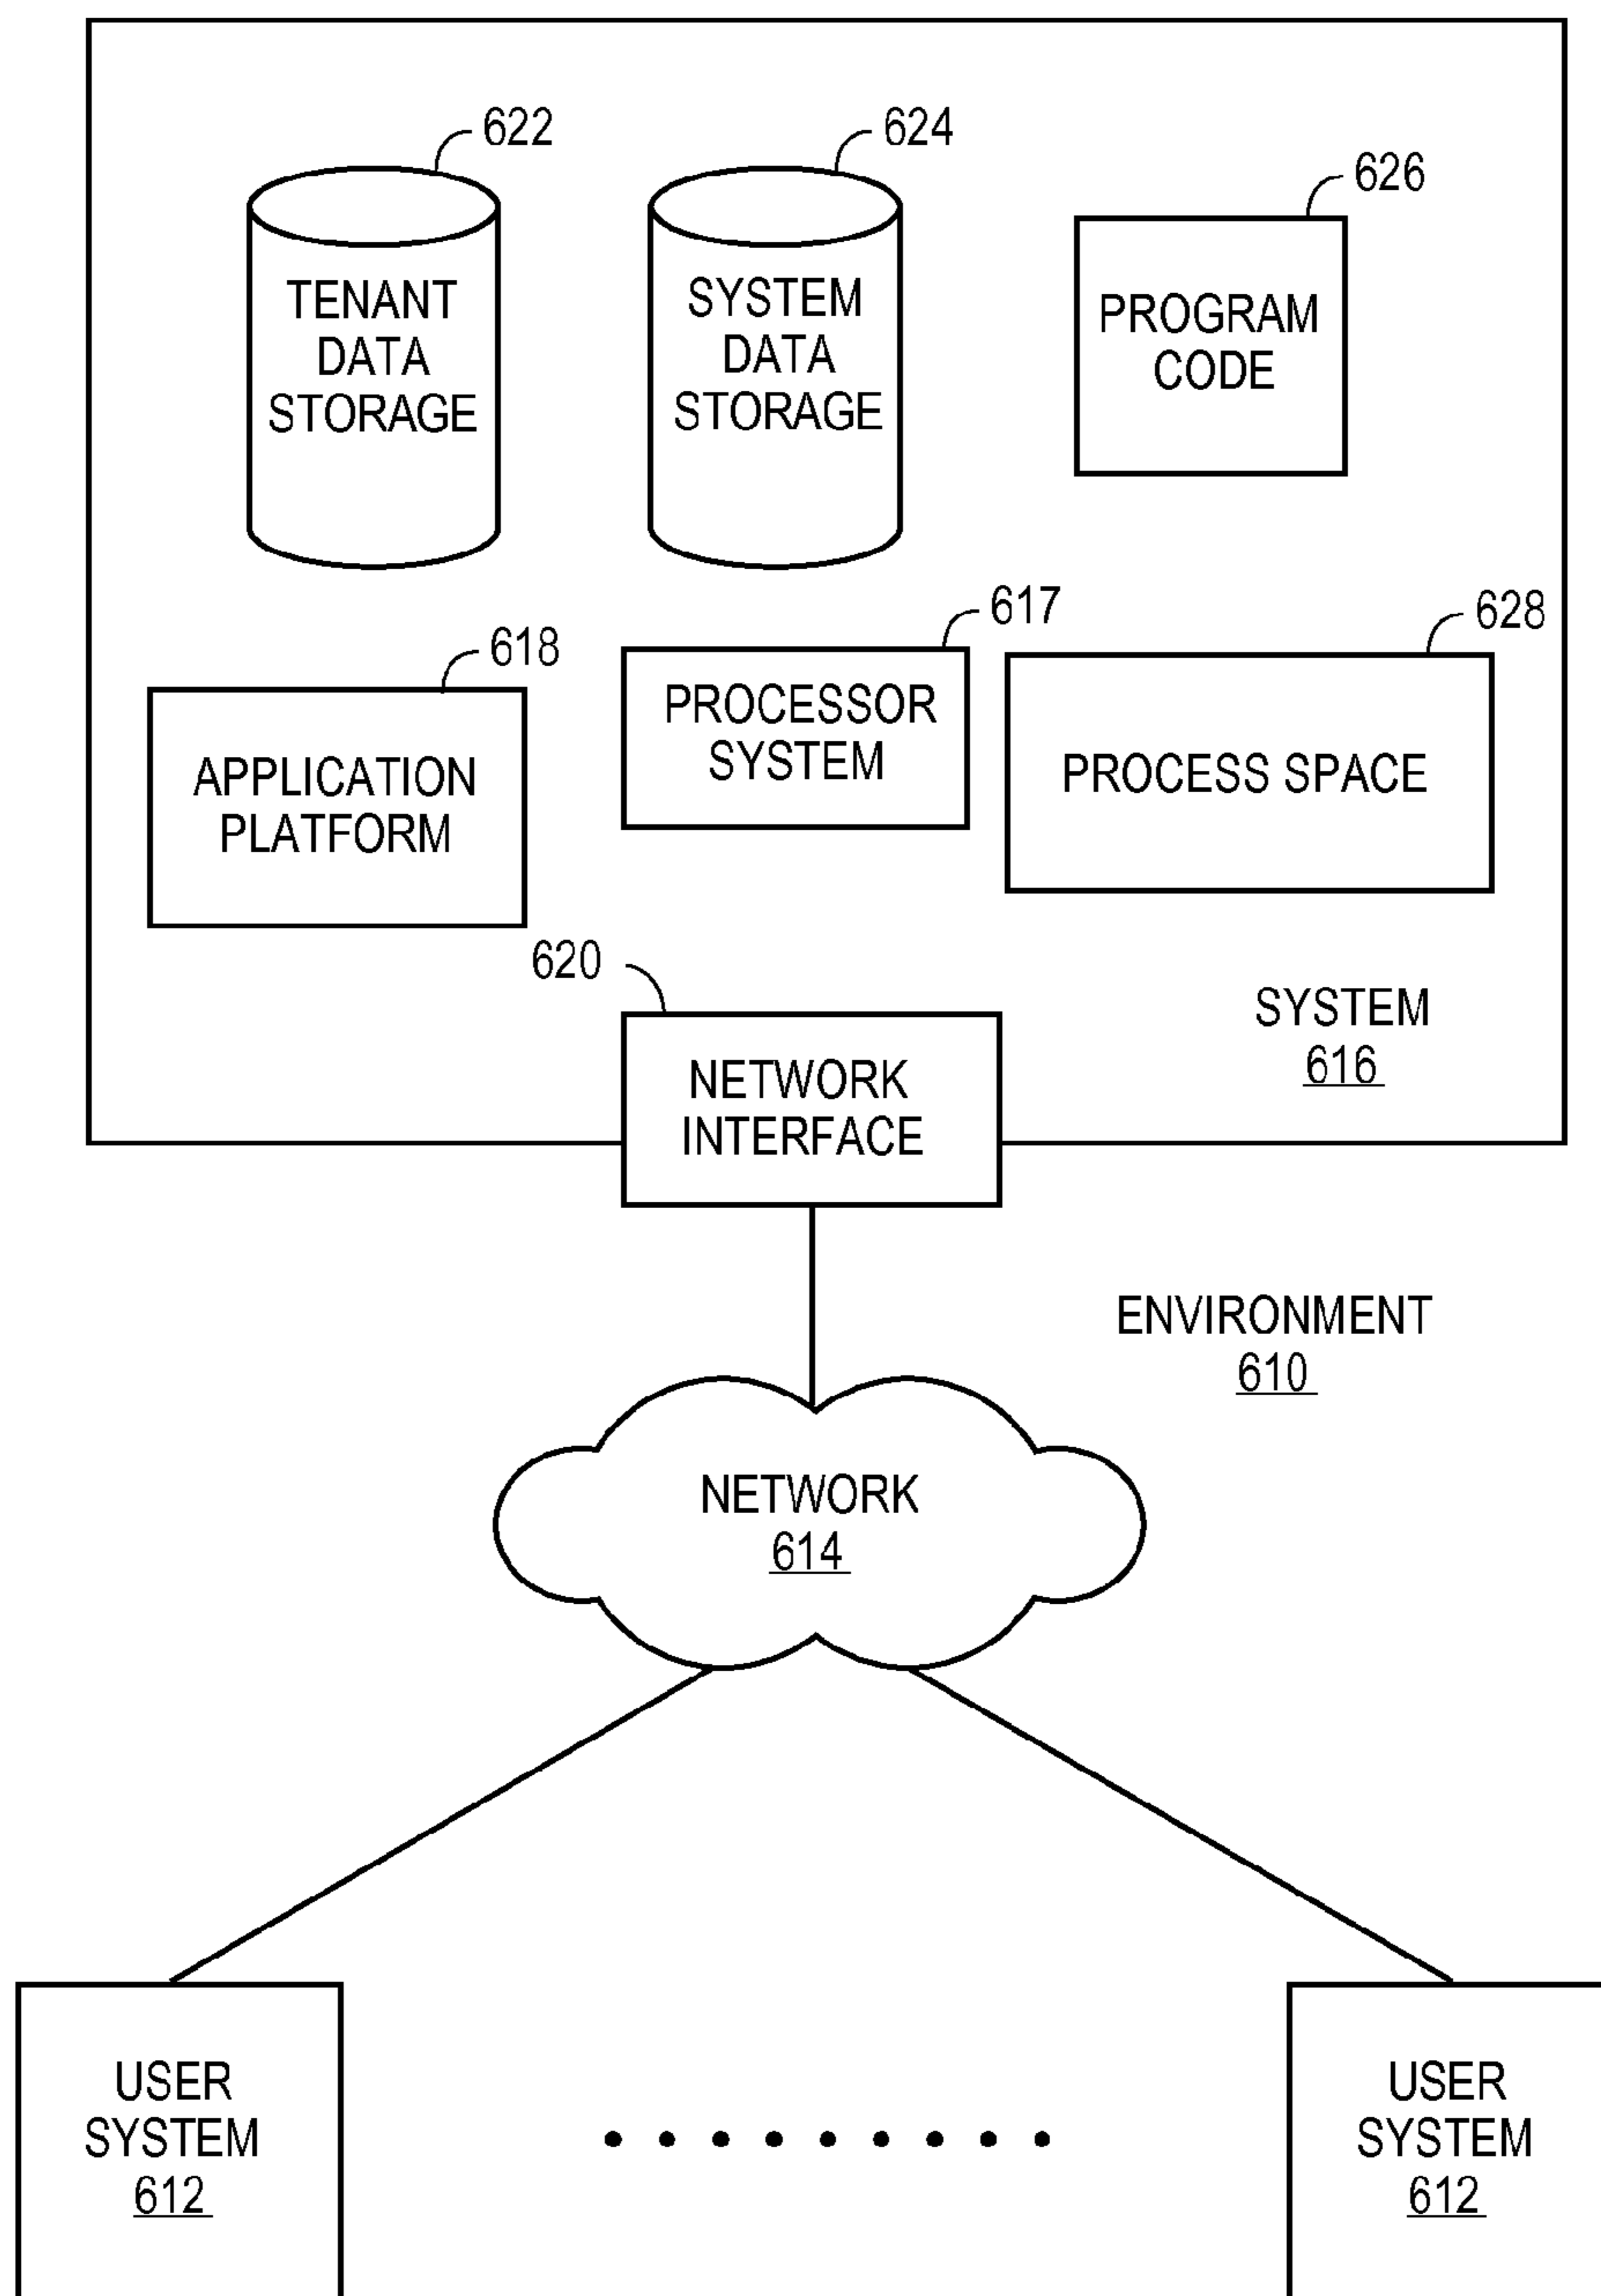 622
624
626
TENANT
DATA
STORAGE
SYSTEM
DATA
STORAGE
PROGRAM
CODE
618
617
628
APPLICATION
PLATFORM
PROCESSOR
SYSTEM
PROCESS SPACE
620
NETWORK
INTERFACE
SYSTEM
616
ENVIRONMENT
610
NETWORK
614
USER
SYSTEM
612
USER
SYSTEM
612